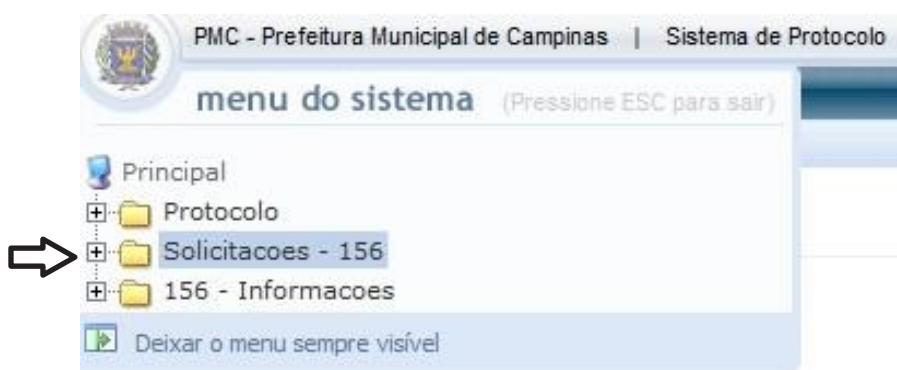 PMC - Prefeitura Municipal de Campinas | Sistema de Protocolo
menu do sistema (Pressione ESC para sair)
Principal
Protocolo
Solicitacoes - 156
156 - Informacoes
Deixar o menu sempre visível